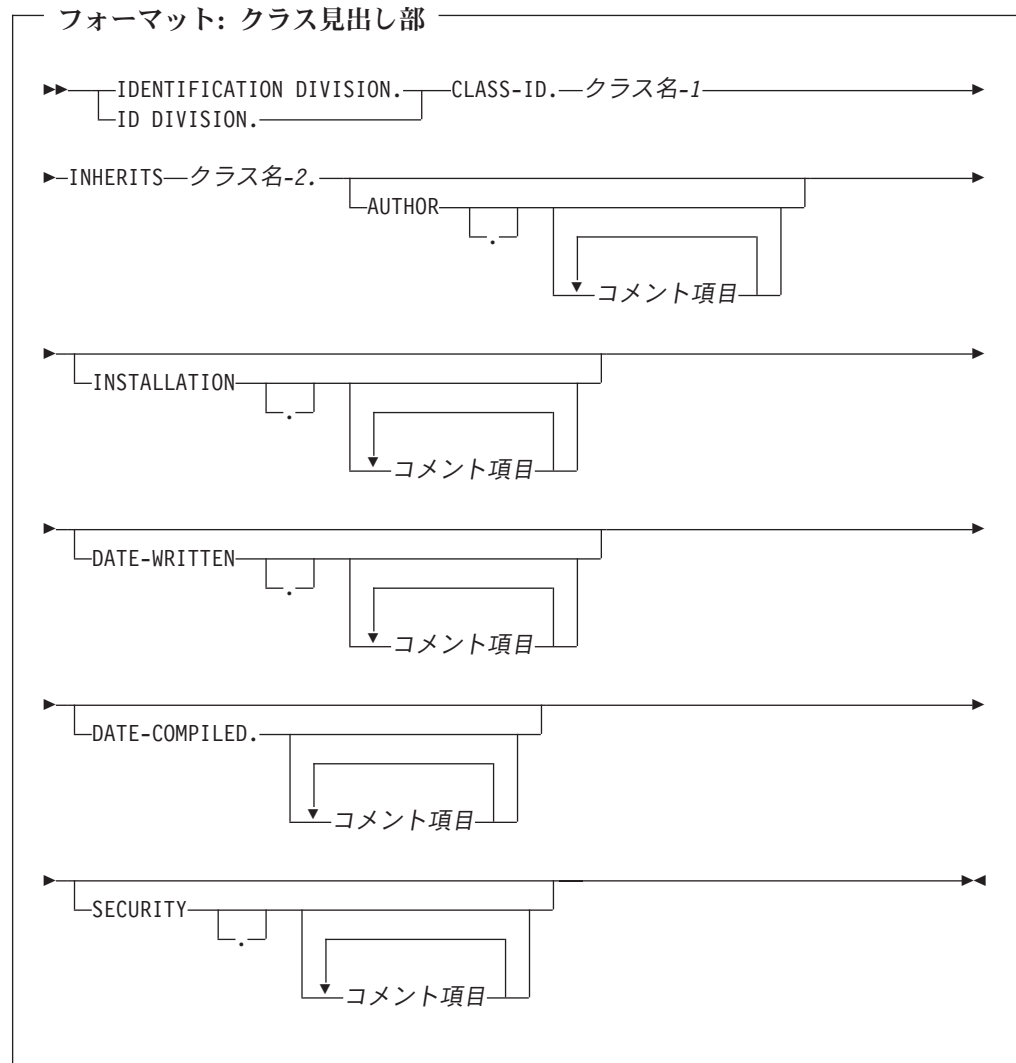 フォーマット: クラス見出し部
IDENTIFICATION DIVISION. CLASS-ID. クラス名-1
ID DIVISION.
INHERITS クラス名-2.
AUTHOR
.
コメント項目
INSTALLATION
.
コメント項目
DATE-WRITTEN
.
コメント項目
DATE-COMPILED.
コメント項目
SECURITY
.
コメント項目